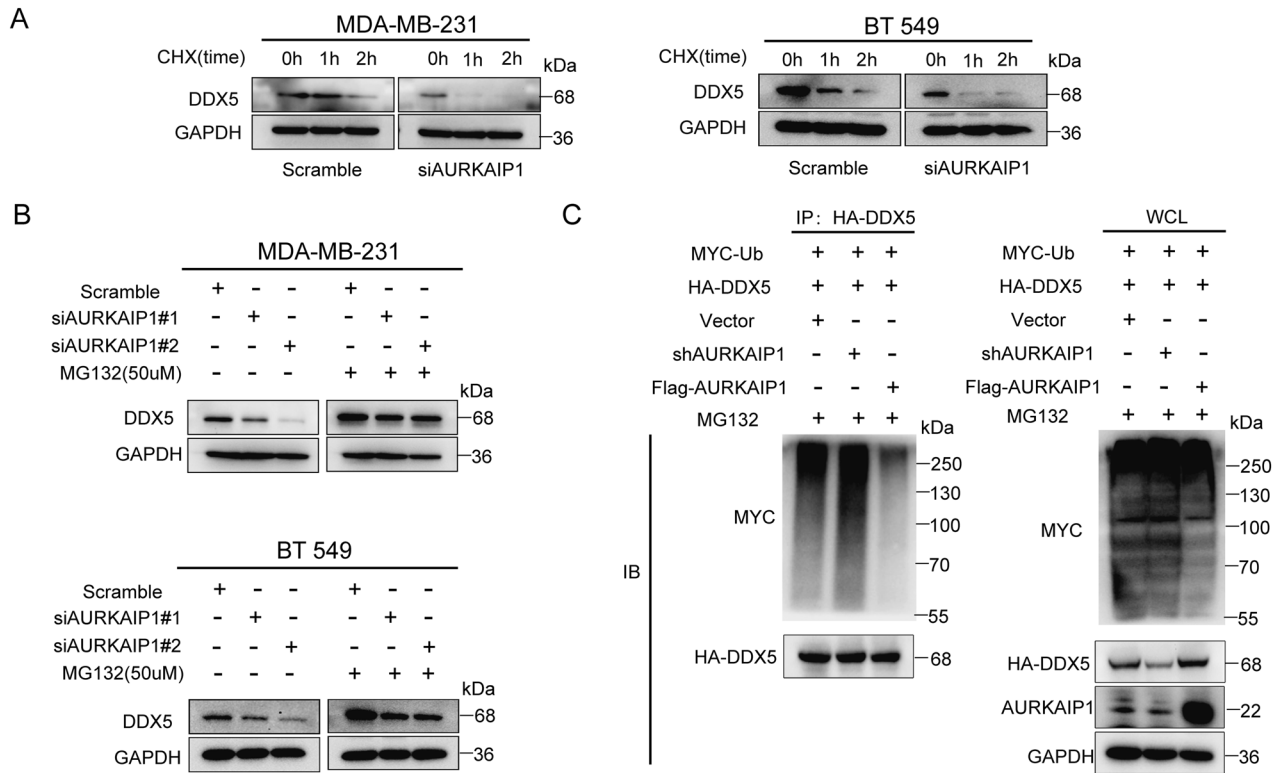 A
MDA-MB-231
CHX(time) 0h 1h 2h 0h 1h 2h kDa
DDX5 68
GAPDH 36
Scramble siAURKAIP1
BT 549
CHX(time) 0h 1h 2h 0h 1h 2h kDa
DDX5 68
GAPDH 36
Scramble siAURKAIP1
B
MDA-MB-231
Scramble + - - + - -
siAURKAIP1#1 - + - - + -
siAURKAIP1#2 - - + - - +
MG132(50uM) - - - + + +
kDa
DDX5 68
GAPDH 36
BT 549
Scramble + - - + - -
siAURKAIP1#1 - + - - + -
siAURKAIP1#2 - - + - - +
MG132(50uM) - - - + + +
kDa
DDX5 68
GAPDH 36
C
IP: HA-DDX5
MYC-Ub + + +
HA-DDX5 + + +
Vector + - -
shAURKAIP1 - + -
Flag-AURKAIP1 - - +
MG132 + + +
kDa
250
130
MYC 100
70
55
HA-DDX5 68
IB
WCL
MYC-Ub + + +
HA-DDX5 + + +
Vector + - -
shAURKAIP1 - + -
Flag-AURKAIP1 - - +
MG132 + + +
kDa
250
130
MYC 100
70
55
HA-DDX5 68
AURKAIP1 22
GAPDH 36